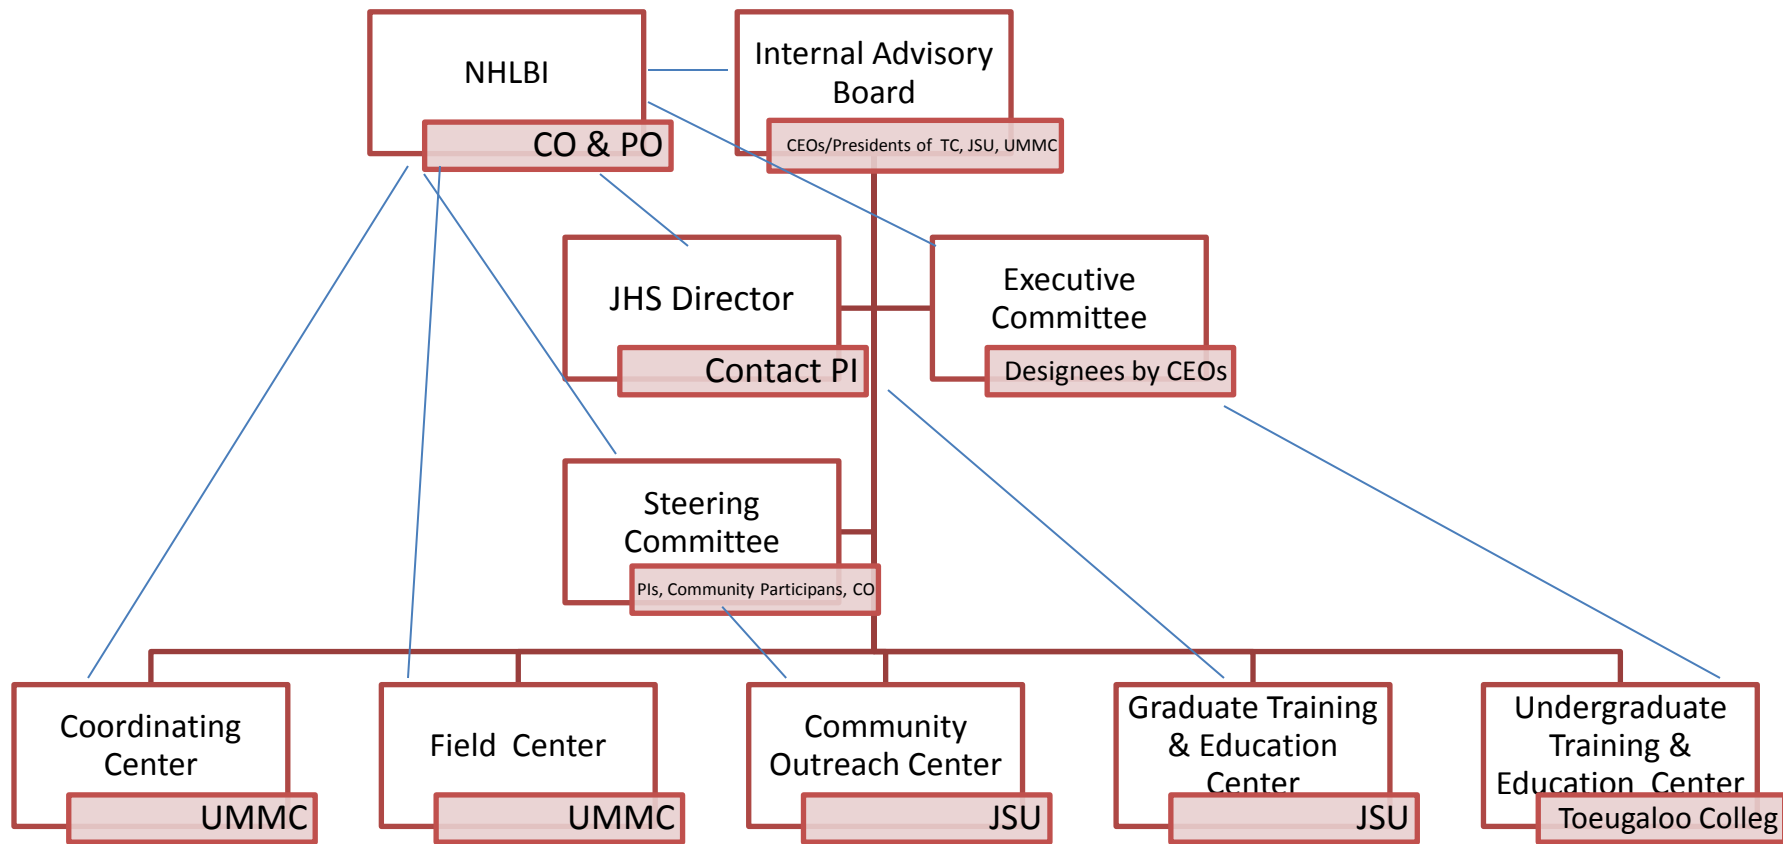 NHLBI
CO & PO
Internal Advisory
Board
CEOs/Presidents of TC, JSU, UMMC
JHS Director
Contact PI
Executive
Committee
Designees by CEOs
Steering
Committee
PIs, Community Participans, CO
Coordinating
Center
UMMC
Field Center
UMMC
Community
Outreach Center
JSU
Graduate Training
& Education
Center
JSU
Undergraduate
Training &
Education Center
Toeugaloo Colleg